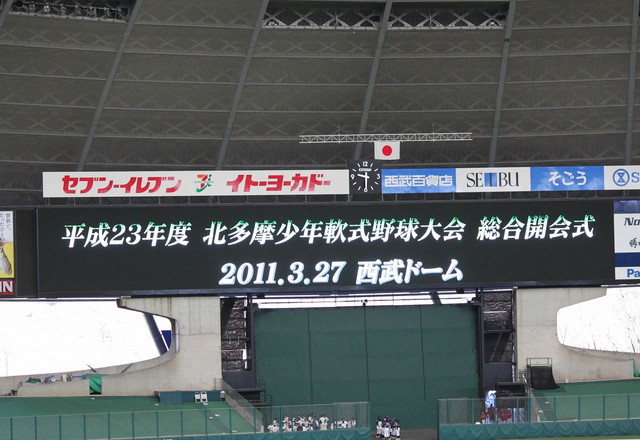 セブン-イレブン イトーヨーカドー 西武百貨店 SEIBU そごう
平成23年度 北多摩少年軟式野球大会 総合開会式
2011.3.27 西武ドーム